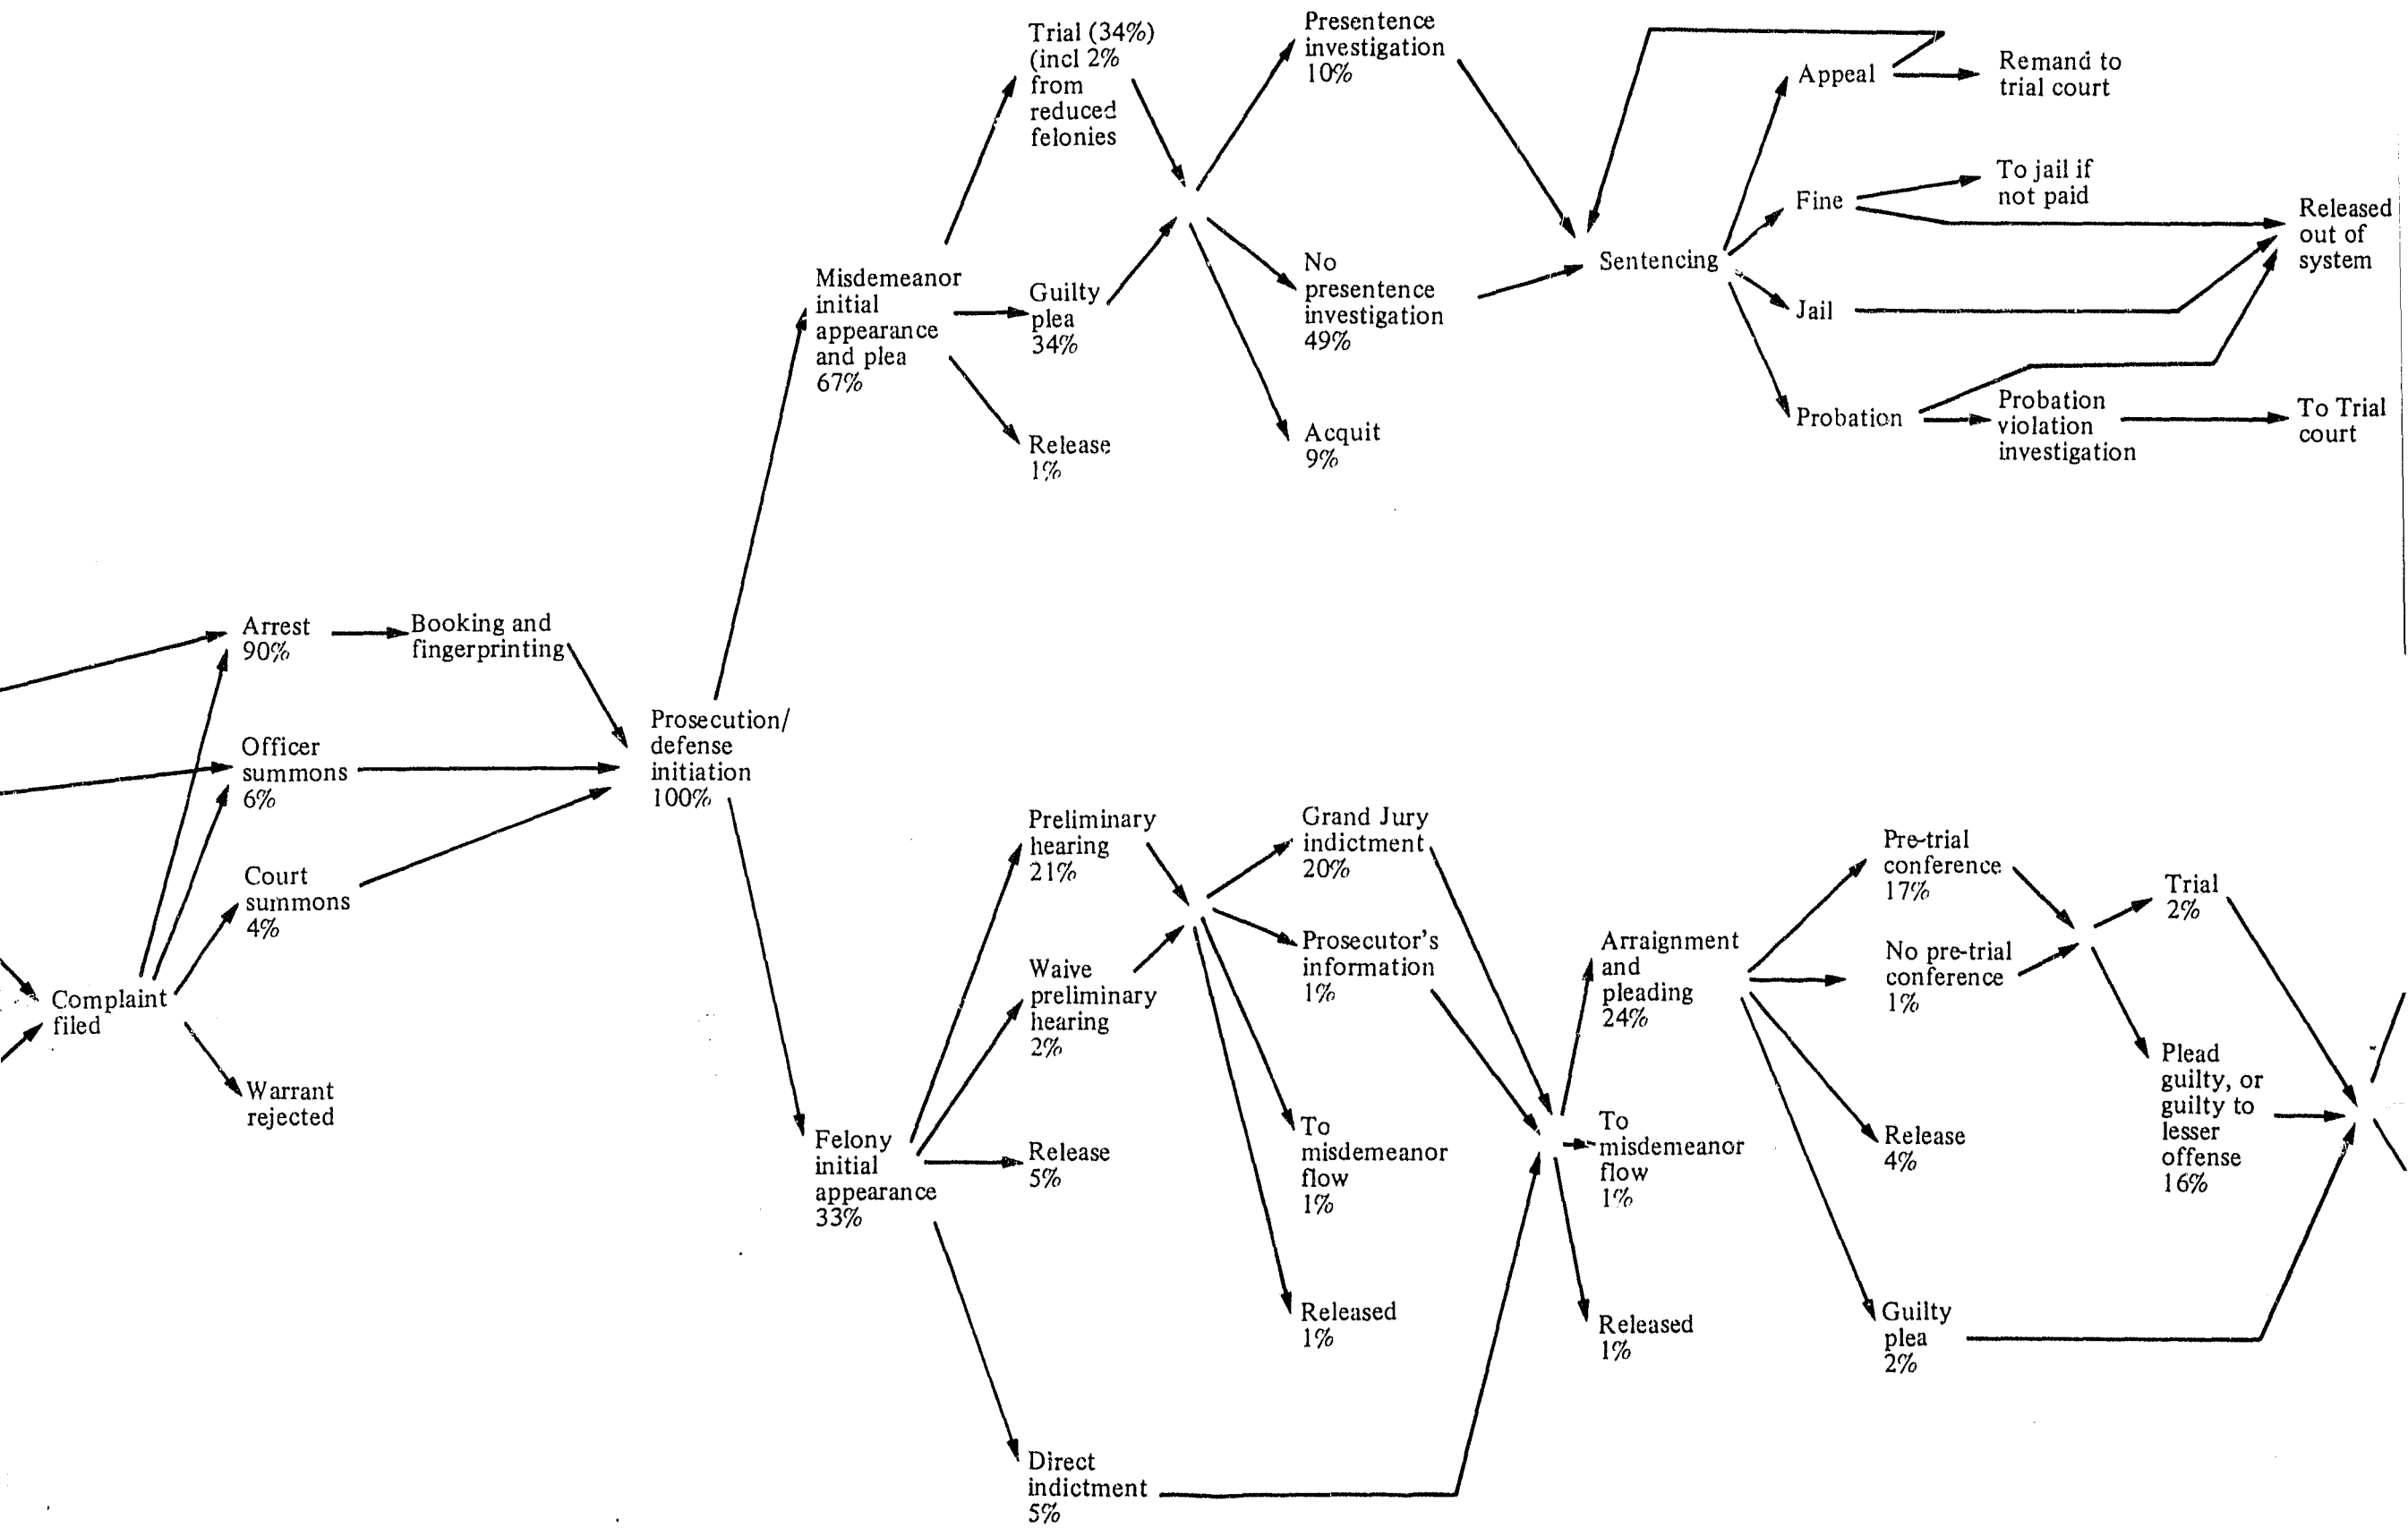 Trial (34%)
(incl 2%
from
reduced
felonies
Presentence
investigation
10%
Appeal
Remand to
trial court
Fine
To jail if
not paid
Released
out of
system
Misdemeanor
initial
appearance
and plea
67%
Guilty
plea
34%
No
presentence
investigation
49%
Sentencing
Jail
Release
1%
Acquit
9%
Probation
Probation
violation
investigation
To Trial
court
Arrest
90%
Booking and
fingerprinting
Officer
summons
6%
Prosecution/
defense
initiation
100%
Court
summons
4%
Complaint
filed
Warrant
rejected
Felony
initial
appearance
33%
Preliminary
hearing
21%
Waive
preliminary
hearing
2%
Release
5%
Direct
indictment
5%
Grand Jury
indictment
20%
Prosecutor's
information
1%
To
misdemeanor
flow
1%
Released
1%
Arraignment
and
pleading
24%
To
misdemeanor
flow
1%
Released
1%
Pre-trial
conference
17%
No pre-trial
conference
1%
Release
4%
Guilty
plea
2%
Trial
2%
Plead
guilty, or
guilty to
lesser
offense
16%